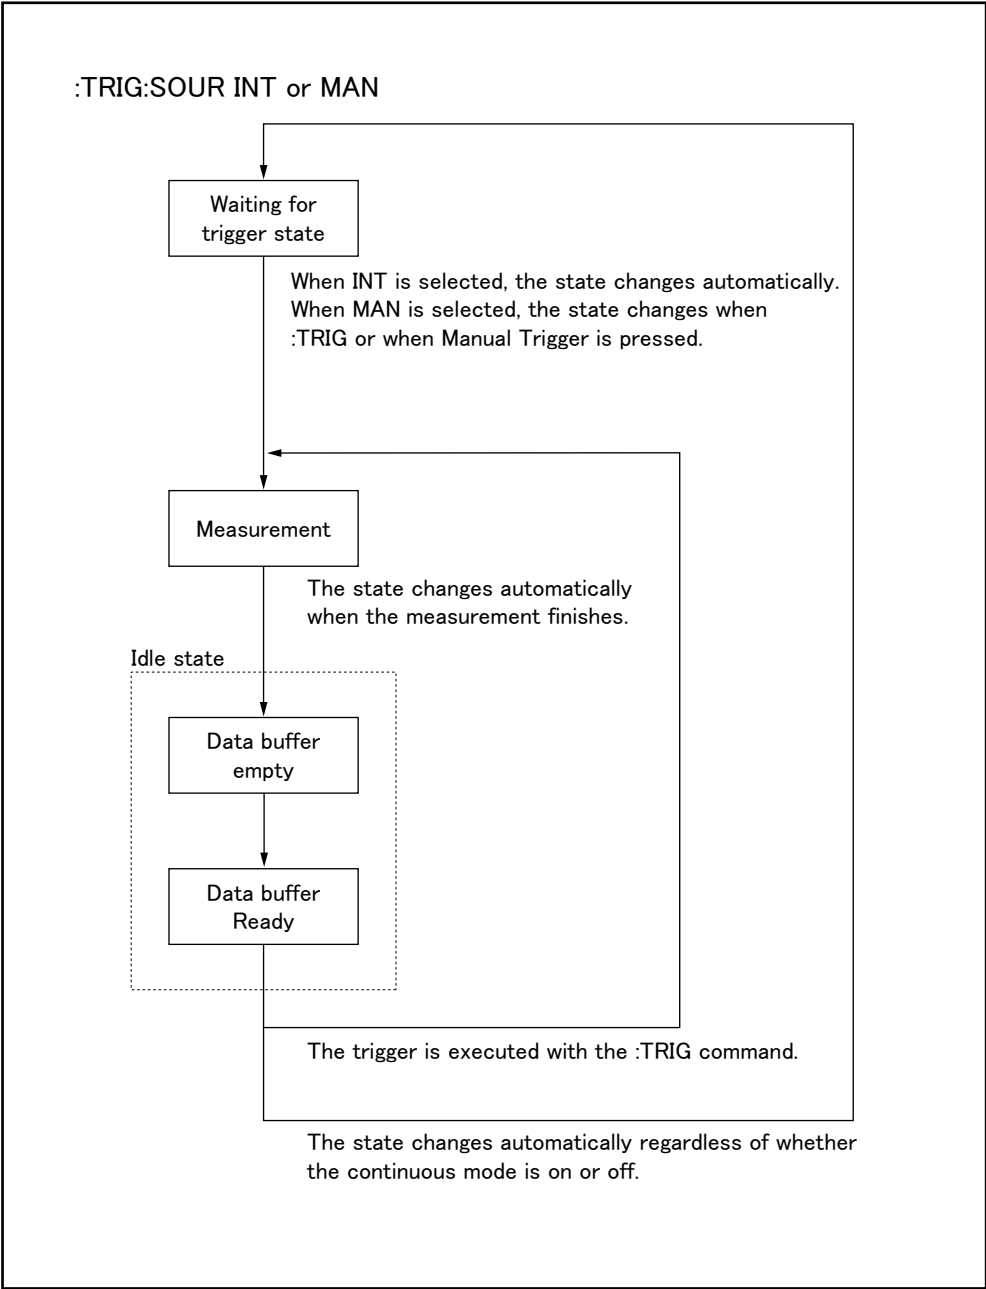 :TRIG:SOUR INT or MAN
Waiting for
trigger state
When INT is selected, the state changes automatically.
When MAN is selected, the state changes when
:TRIG or when Manual Trigger is pressed.
Measurement
The state changes automatically
when the measurement finishes.
Idle state
Data buffer
empty
Data buffer
Ready
The trigger is executed with the :TRIG command.
The state changes automatically regardless of whether
the continuous mode is on or off.